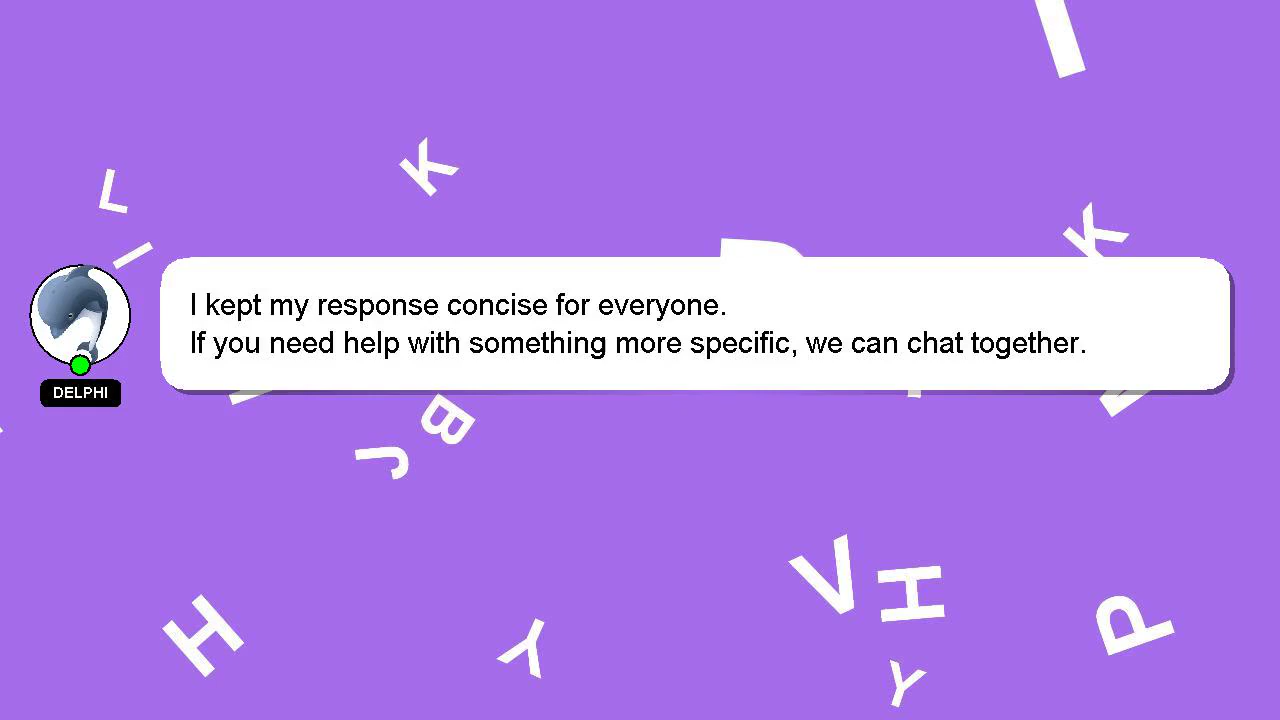 I
K
L
K
I kept my response concise for everyone.
If you need help with something more specific, we can chat together.
DELPHI
B
J
V
H
H
Y
P
Y